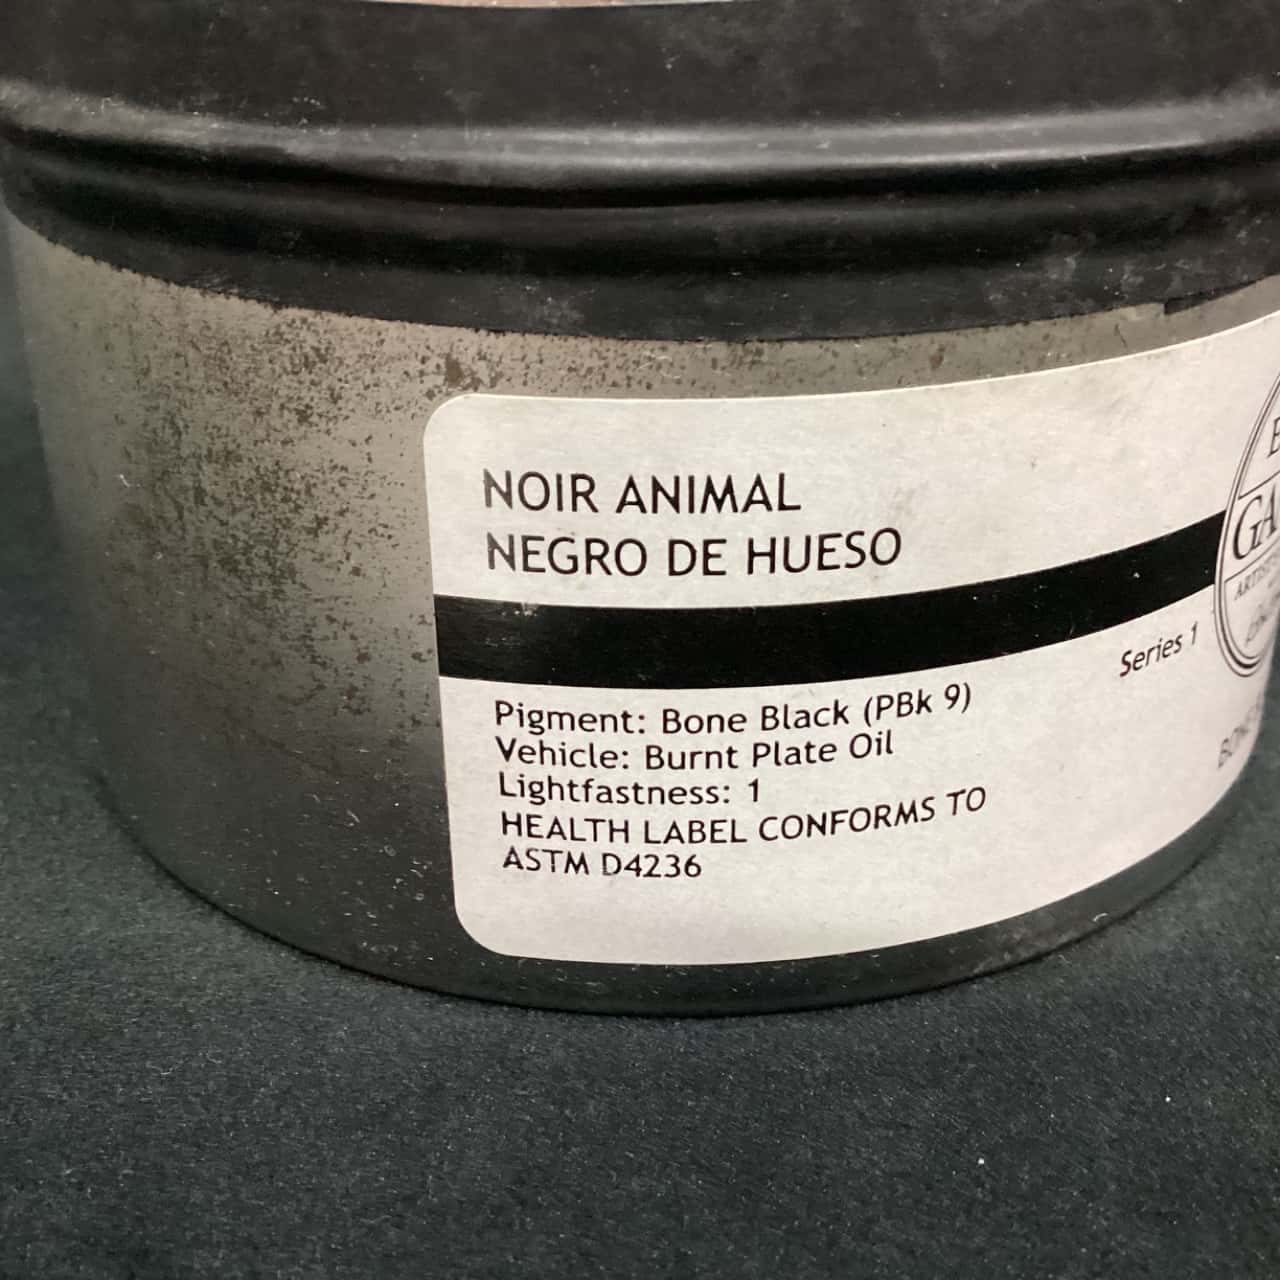 NOIR ANIMAL
NEGRO DE HUESO
Series 1
Pigment: Bone Black (PBk 9)
Vehicle: Burnt Plate Oil
Lightfastness: 1
HEALTH LABEL CONFORMS TO
ASTM D4236